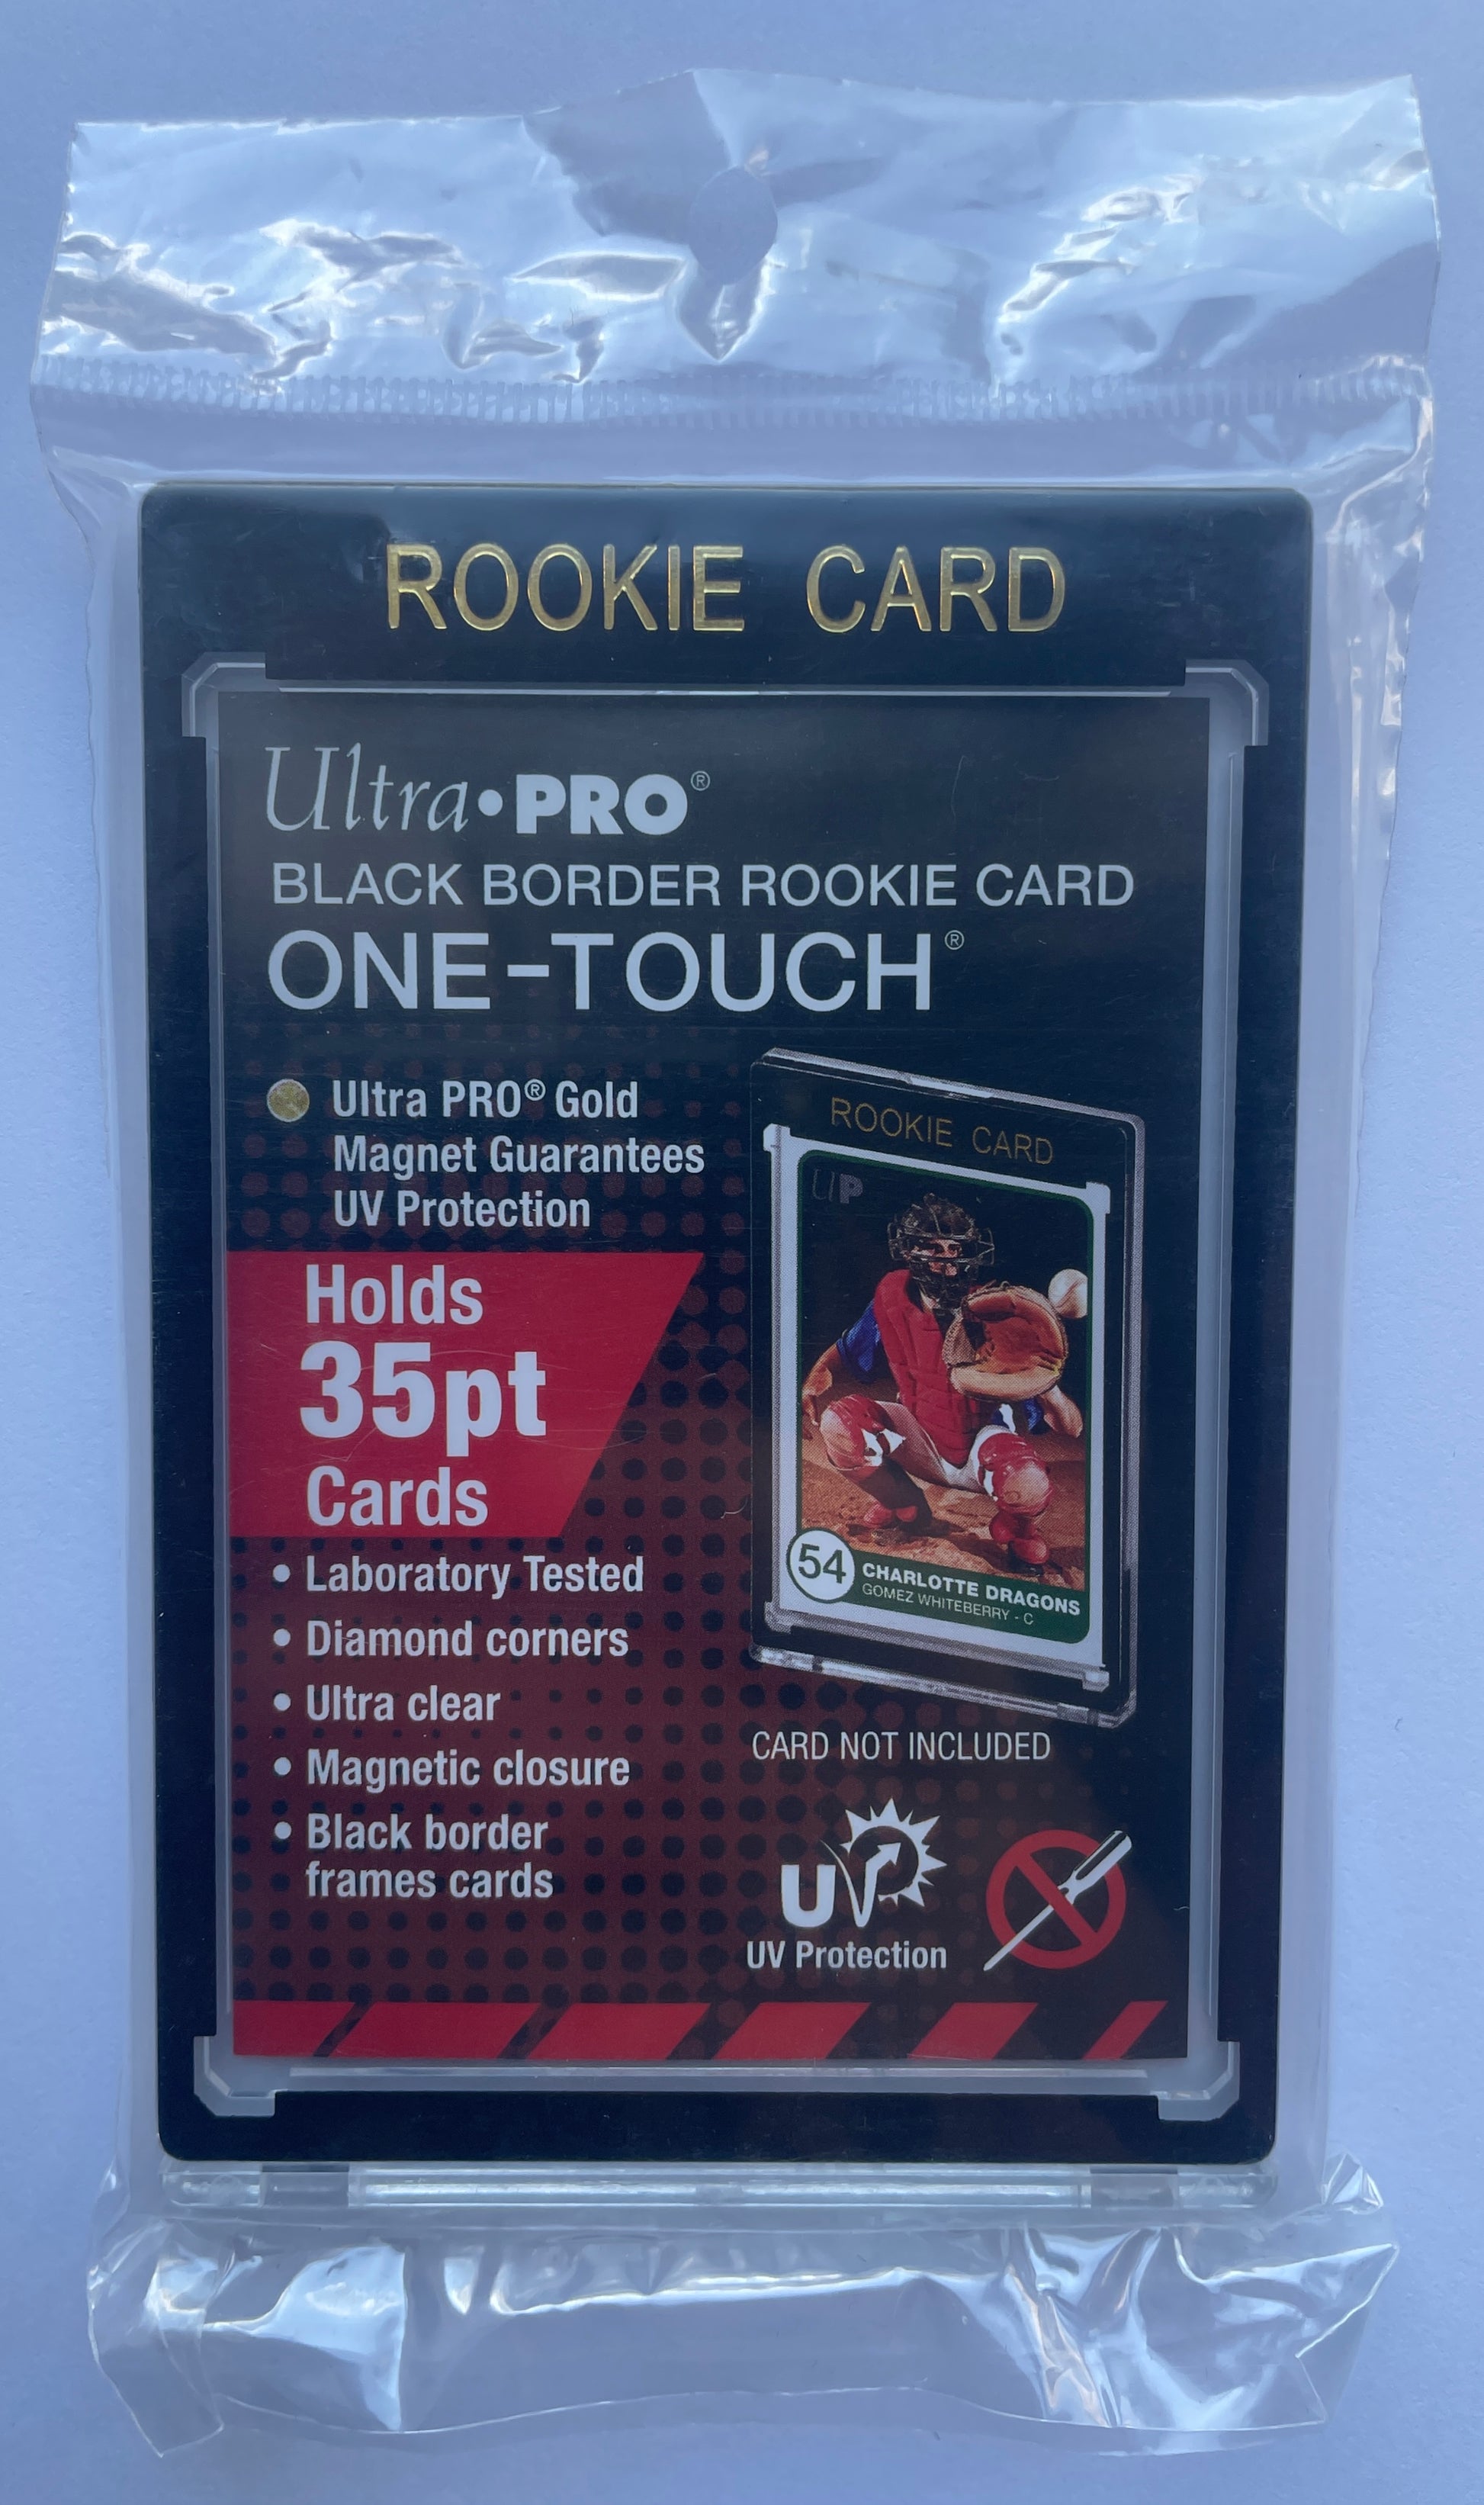 ROOKIE CARD
Ultra•PRO®
BLACK BORDER ROOKIE CARD
ONE-TOUCH®
Ultra PRO® Gold
Magnet Guarantees
UV Protection
Holds
35pt
Cards
• Laboratory Tested
• Diamond corners
• Ultra clear
• Magnetic closure
• Black border
frames cards
ROOKIE CARD
UP
54
CHARLOTTE DRAGONS
GOMEZ WHITEBERRY - C
CARD NOT INCLUDED
UV
UV Protection